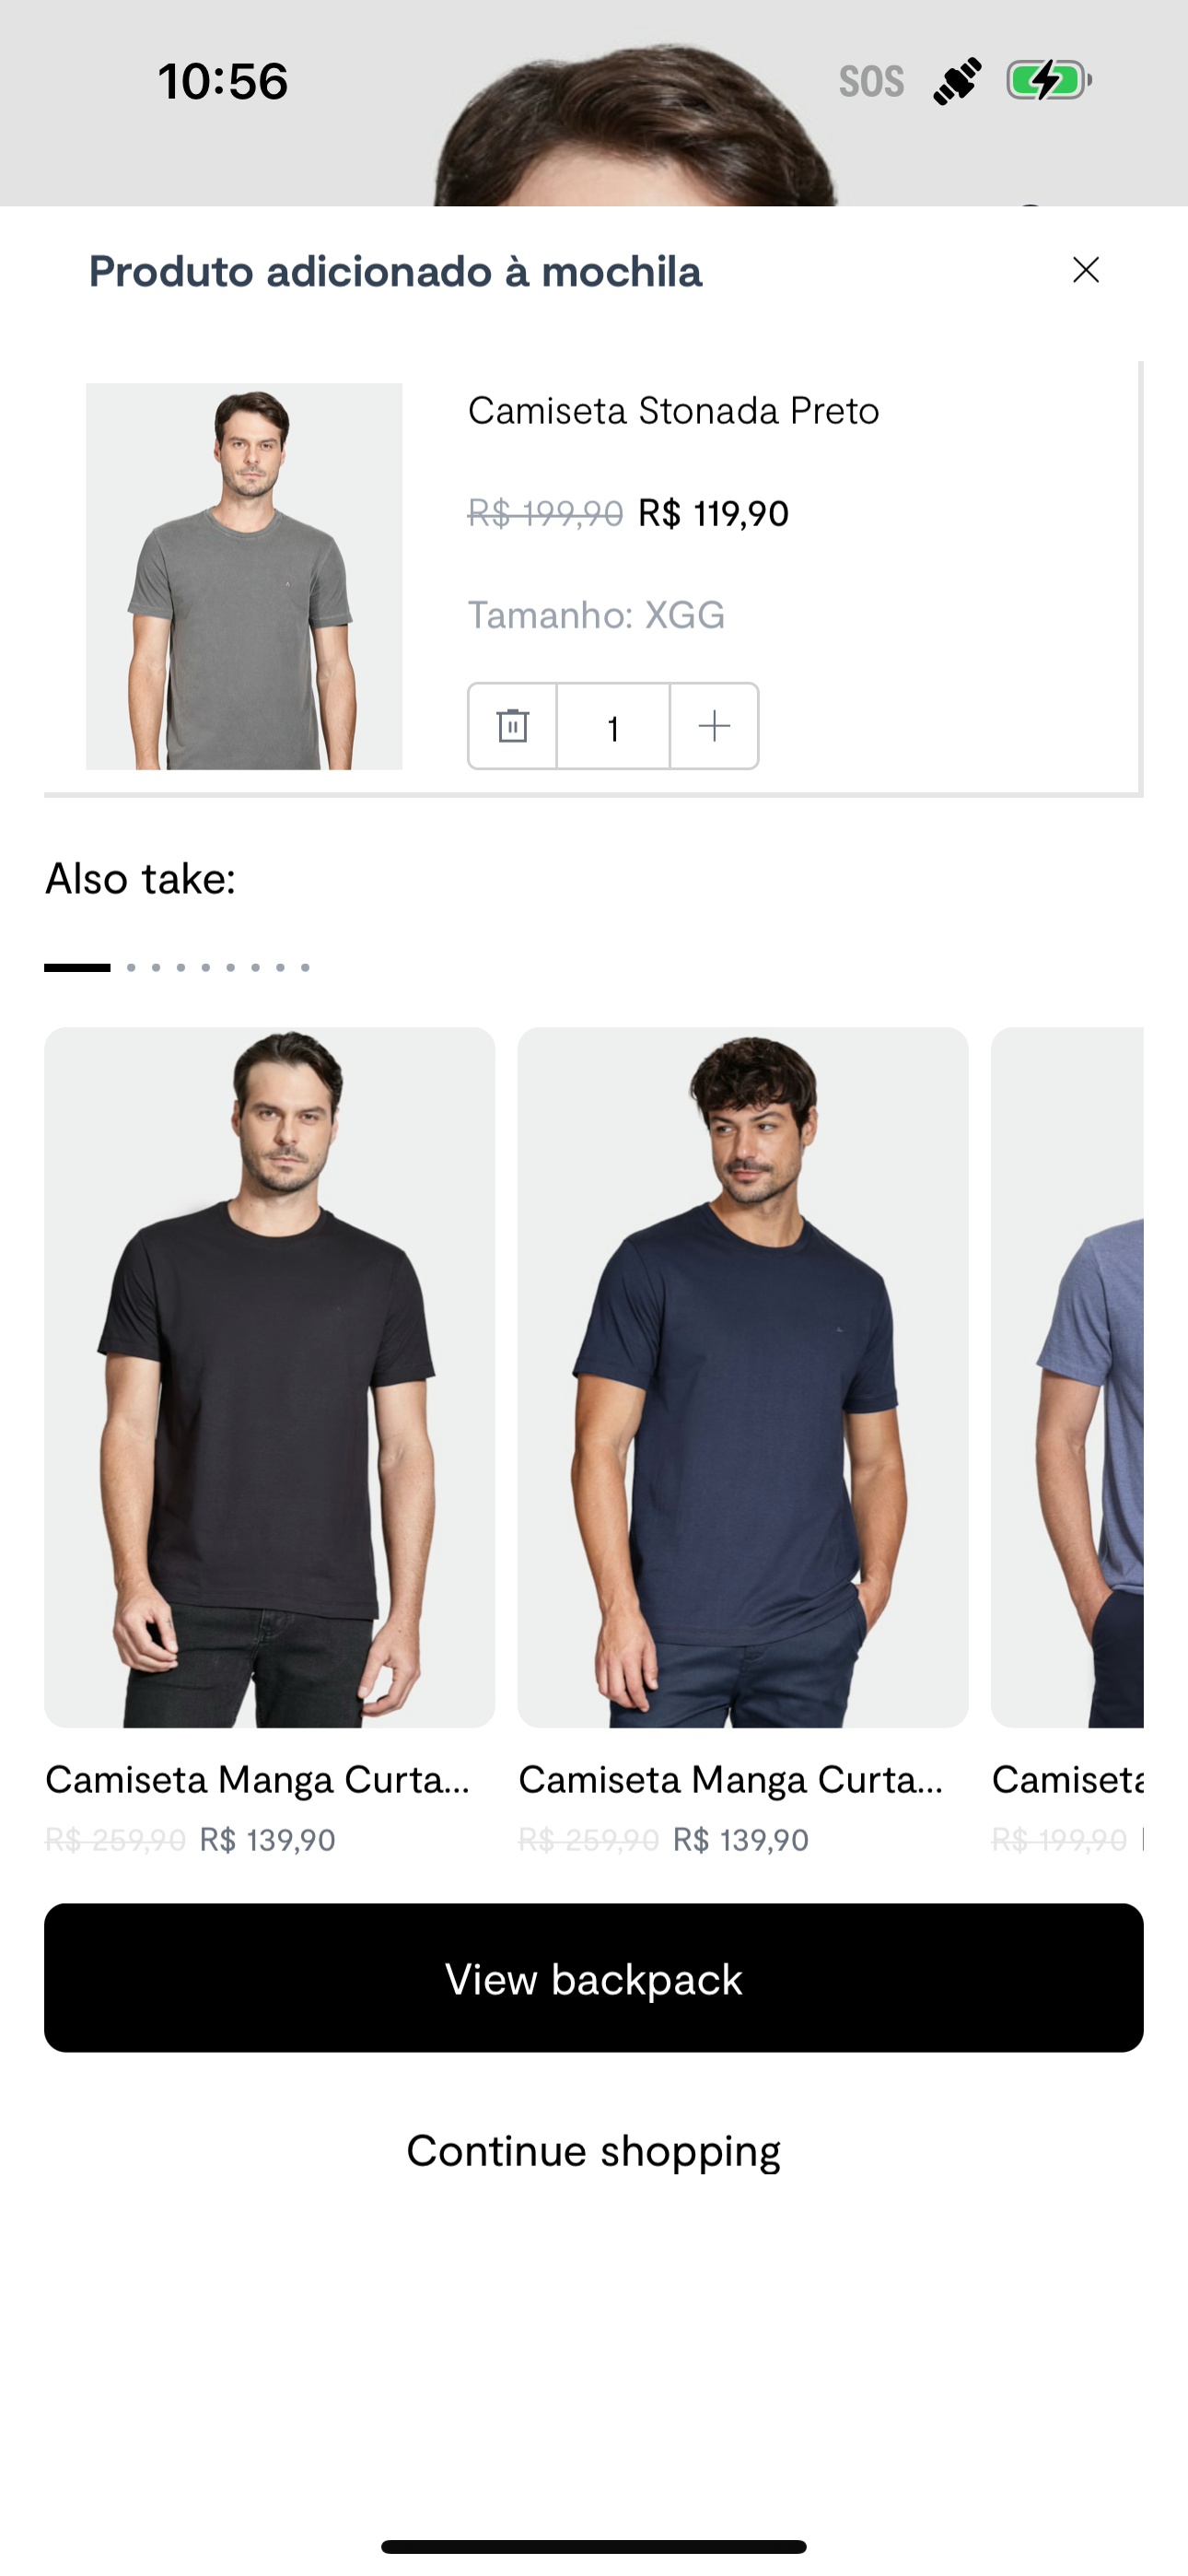 10:56
SOS
Produto adicionado à mochila
Camiseta Stonada Preto
R$ 199,90 R$ 119,90
Tamanho: XGG
1
Also take:
Camiseta Manga Curta...
Camiseta Manga Curta...
R$ 259,90 R$ 139,90
R$ 259,90 R$ 139,90
R$ 199,90
View backpack
Continue shopping